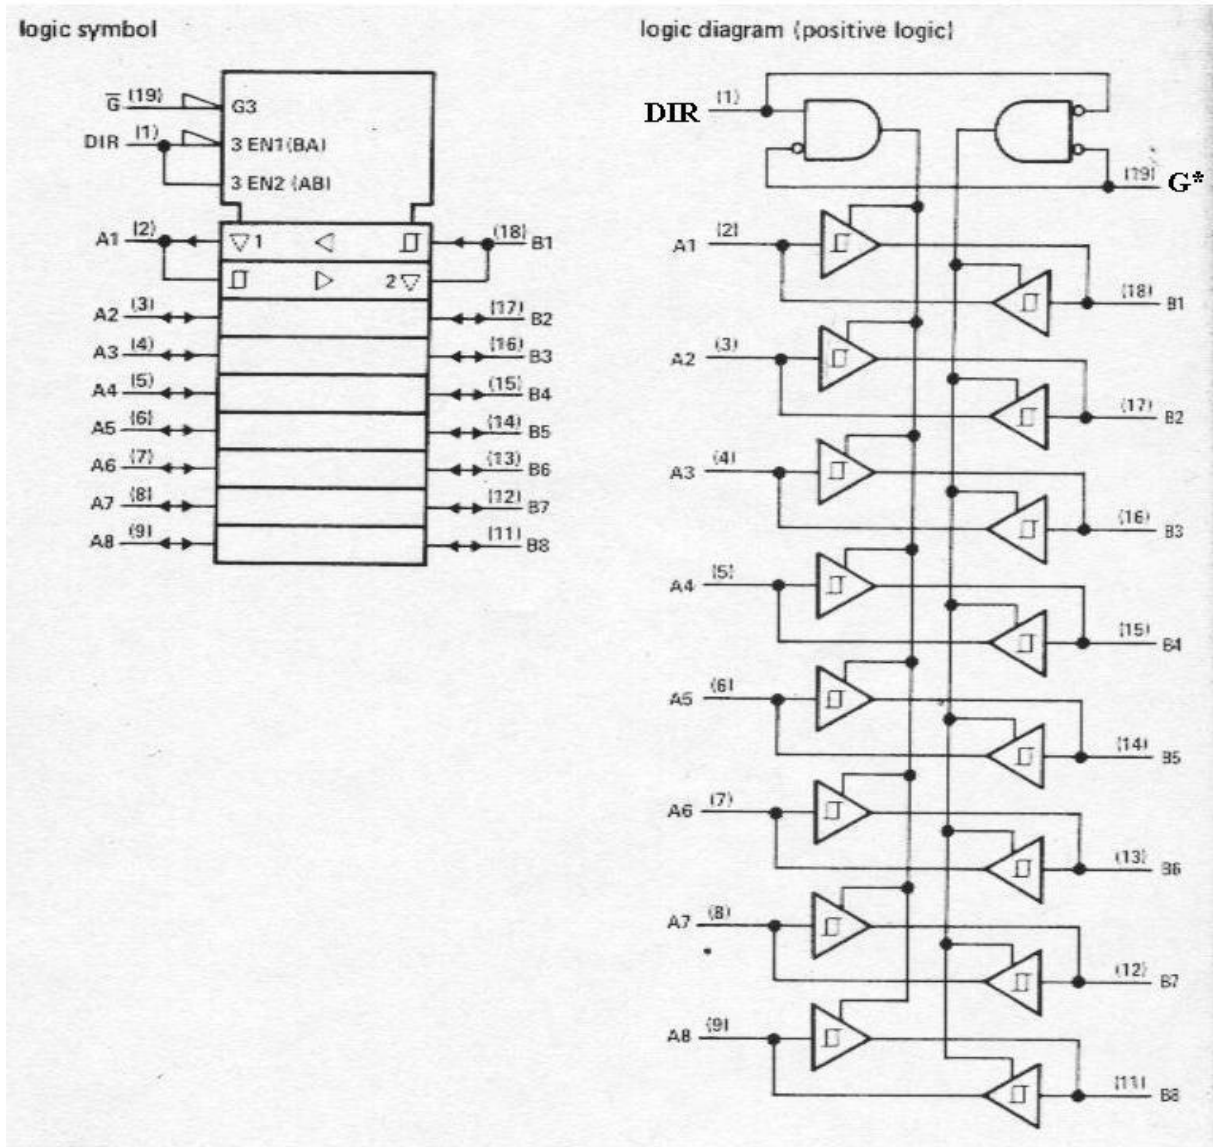 logic symbol
G̅ (19) G3
DIR (1) 3 EN1(BA)
3 EN2 (AB)
A1 (2) ▽1 ◁ (18) B1
▷ 2▽
A2 (3) (17) B2
A3 (4) (16) B3
A4 (5) (15) B4
A5 (6) (14) B5
A6 (7) (13) B6
A7 (8) (12) B7
A8 (9) (11) B8
logic diagram (positive logic)
DIR (1)
(19) G*
A1 (2)
(18) B1
A2 (3)
(17) B2
A3 (4)
(16) B3
A4 (5)
(15) B4
A5 (6)
(14) B5
A6 (7)
(13) B6
A7 (8)
(12) B7
A8 (9)
(11) B8